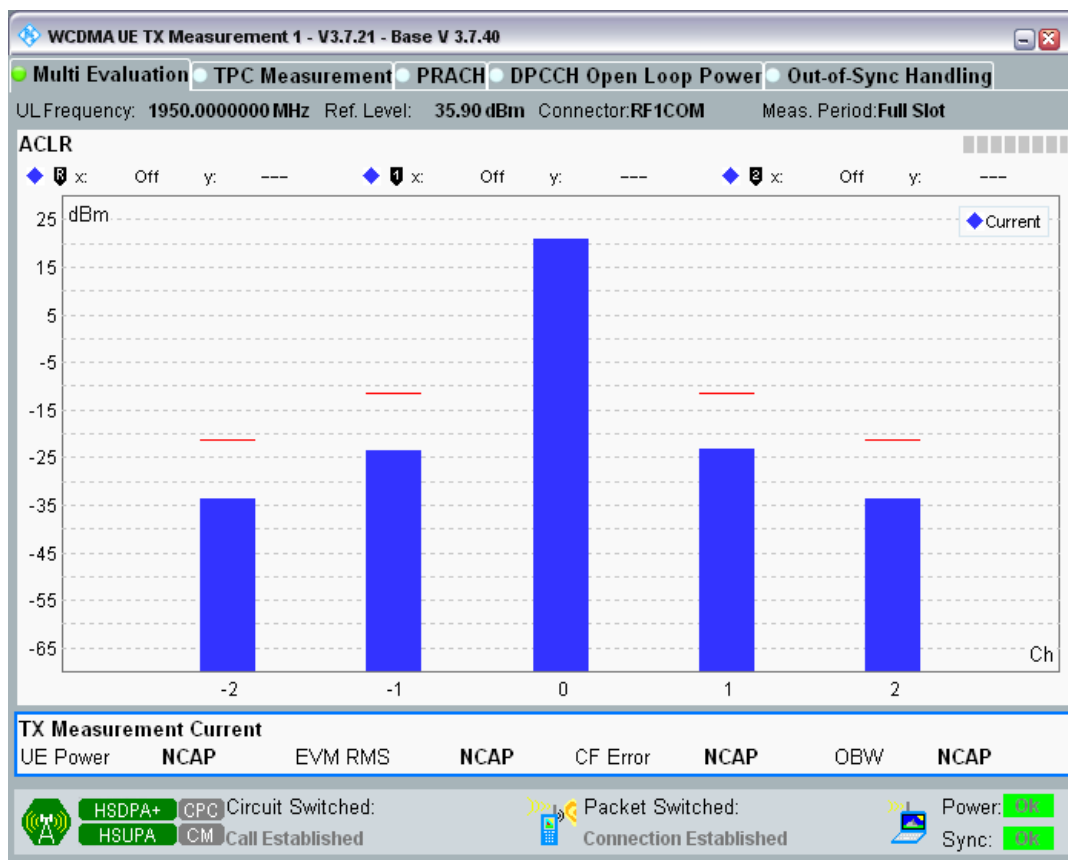 WCDMA UE TX Measurement 1 - V3.7.21 - Base V 3.7.40
Multi Evaluation TPC Measurement PRACH DPCCH Open Loop Power Out-of-Sync Handling
UL Frequency: 1950.0000000 MHz Ref. Level: 35.90 dBm Connector:RF1COM Meas. Period:Full Slot
ACLR
R x: Off y: --- 1 x: Off y: --- 2 x: Off y: ---
dBm
Current
25
15
5
-5
-15
-25
-35
-45
-55
-65
Ch
-2 -1 0 1 2
TX Measurement Current
UE Power NCAP EVM RMS NCAP CF Error NCAP OBW NCAP
HSDPA+ CPC Circuit Switched: Packet Switched: Power: OK
HSUPA CM Call Established Connection Established Sync: OK